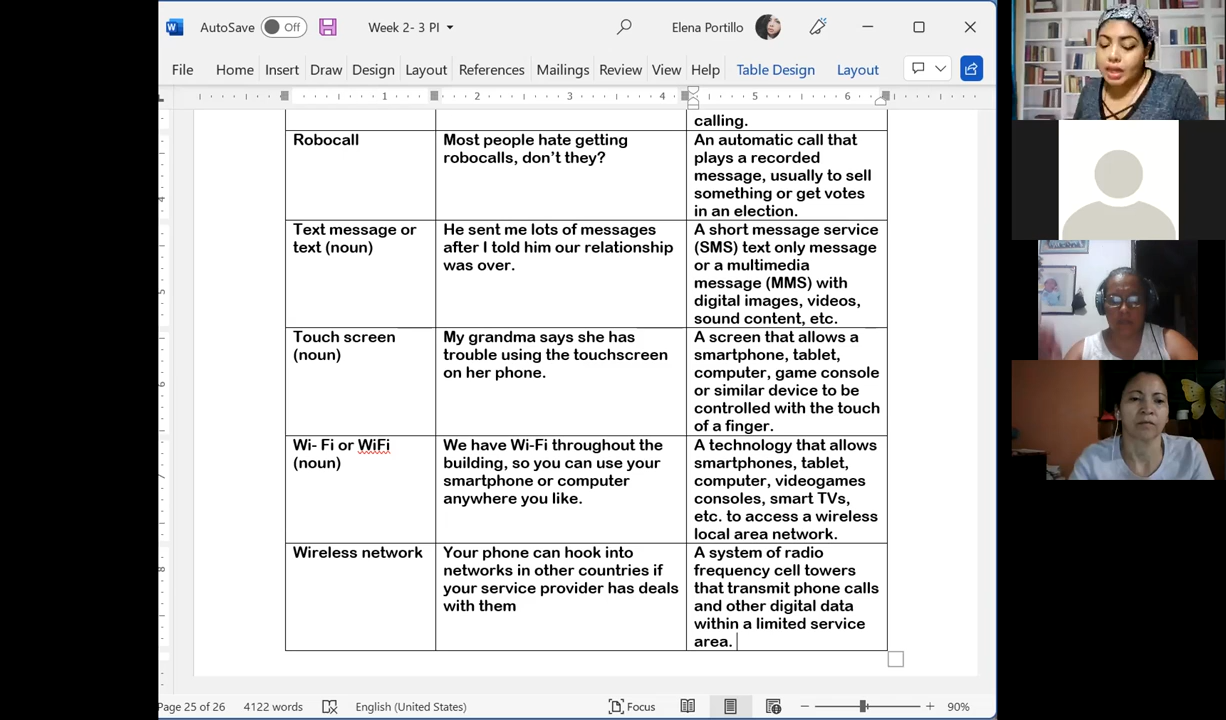 AutoSave Off Week 2- 3 PI Elena Portillo
File Home Insert Draw Design Layout References Mailings Review View Help Table Design Layout
1 2 3 4 5 6
calling.
Robocall
Most people hate getting
robocalls, don't they?
An automatic call that
plays a recorded
message, usually to sell
something or get votes
in an election.
Text message or
text (noun)
He sent me lots of messages
after I told him our relationship
was over.
A short message service
(SMS) text only message
or a multimedia
message (MMS) with
digital images, videos,
sound content, etc.
Touch screen
(noun)
My grandma says she has
trouble using the touchscreen
on her phone.
A screen that allows a
smartphone, tablet,
computer, game console
or similar device to be
controlled with the touch
of a finger.
Wi- Fi or WiFi
(noun)
We have Wi-Fi throughout the
building, so you can use your
smartphone or computer
anywhere you like.
A technology that allows
smartphones, tablet,
computer, videogames
consoles, smart TVs,
etc. to access a wireless
local area network.
Wireless network
Your phone can hook into
networks in other countries if
your service provider has deals
with them
A system of radio
frequency cell towers
that transmit phone calls
and other digital data
within a limited service
area.
Page 25 of 26 4122 words English (United States) Focus 90%